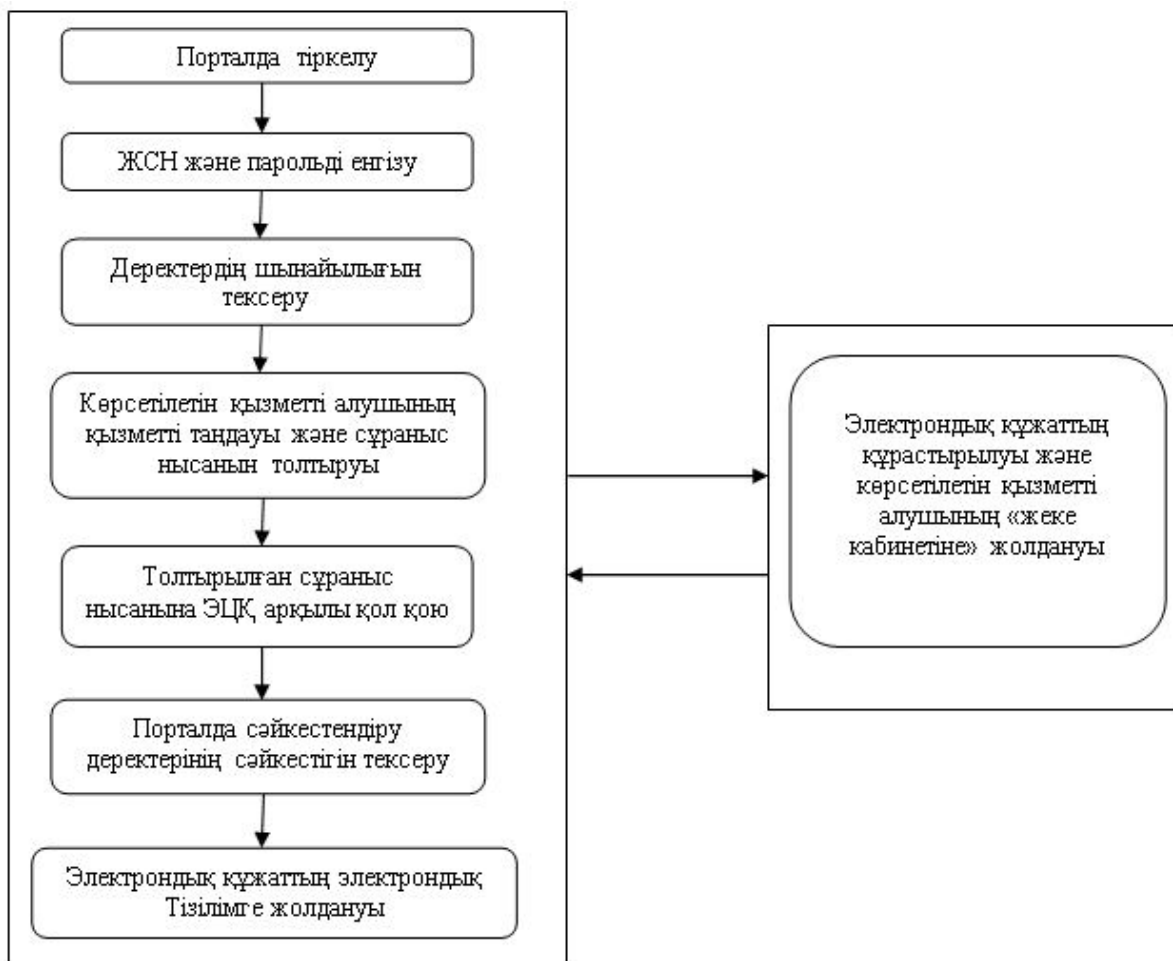 Порталда тіркелу
ЖСН және парольді енгізу
Деректердің шынайылығын
тексеру
Көрсетілетін қызметті алушының
қызметті таңдауы және сұраныс
нысанын толтыруы
Толтырылған сұраныс
нысанына ЭЦҚ арқылы қол қою
Порталда сәйкестендіру
деректерінің сәйкестігін тексеру
Электрондық құжаттың электрондық
Тізілімге жолдануы
Электрондық құжаттың
құрастырылуы және
көрсетілетін қызметті
алушының «жеке
кабинетіне» жолдануы